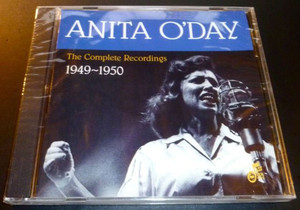 ANITA O'DAY
The Complete Recordings
1949~1950